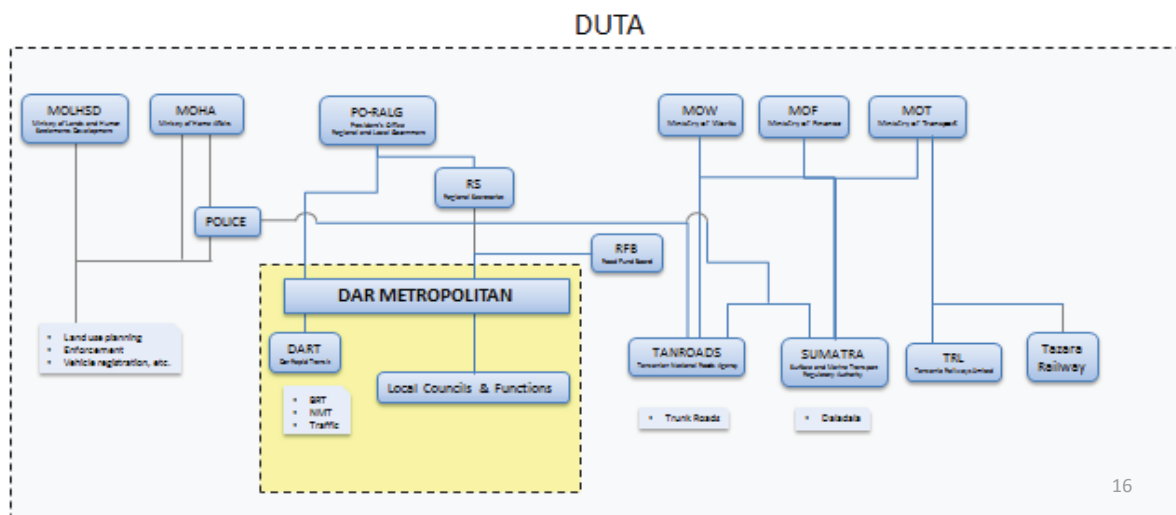 DUTA
MOLHSD
Ministry of Lands and Human
Settlements Development
MOHA
Ministry of Home Affairs
PO-RALG
President's Office
Regional and Local Government
MOW
Ministry of Works
MOF
Ministry of Finance
MOT
Ministry of Transport
RS
Regional Secretariat
POLICE
RFB
Road Fund Board
DAR METROPOLITAN
▪ Land use planning
▪ Enforcement
▪ Vehicle registration, etc.
DART
Dar Rapid Transit
▪ BRT
▪ NMT
▪ Traffic
Local Councils & Functions
TANROADS
Tanzanian National Roads Agency
▪ Trunk Roads
SUMATRA
Surface and Marine Transport
Regulatory Authority
▪ Daladala
TRL
Tanzania Railways Limited
Tazara
Railway
16